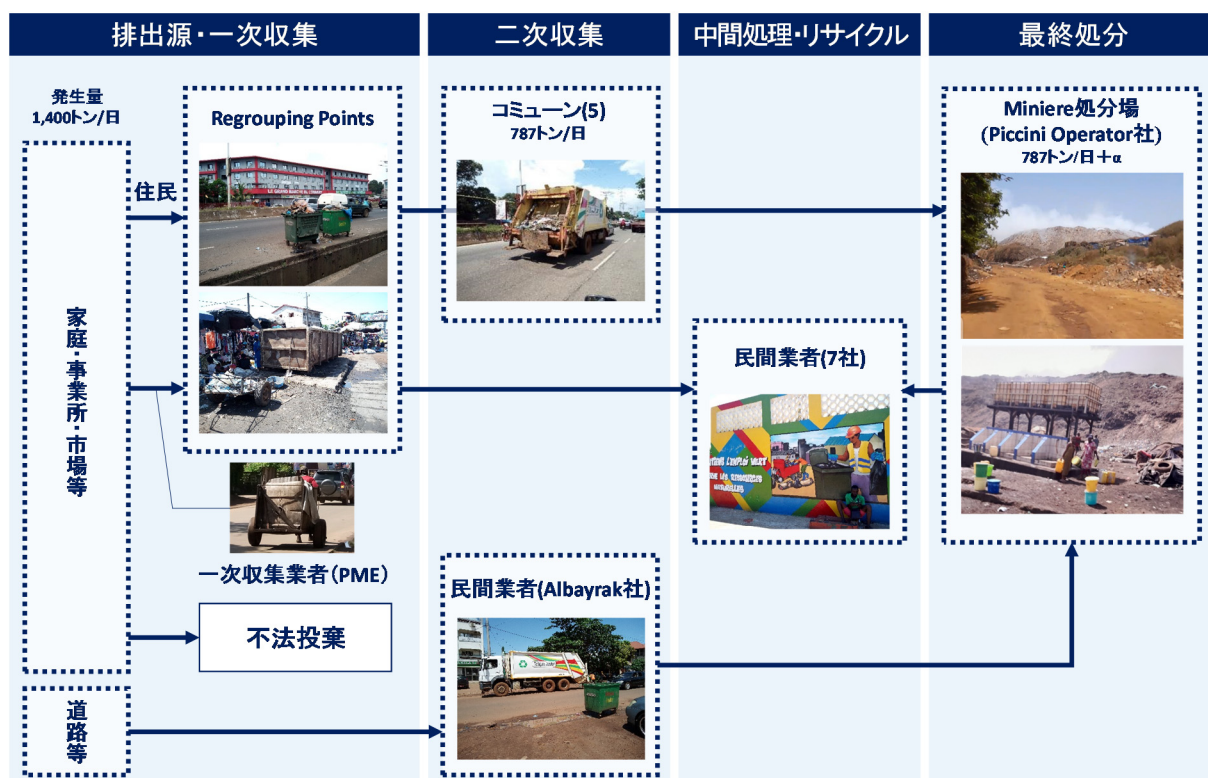 排出源・一次収集
二次収集
中間処理・リサイクル
最終処分
発生量
1,400トン/日
家庭・事業所・市場等
住民
Regrouping Points
一次収集業者(PME)
不法投棄
道路等
コミューン(5)
787トン/日
民間業者(Albayrak社)
民間業者(7社)
Miniere処分場
(Piccini Operator社)
787トン/日+α